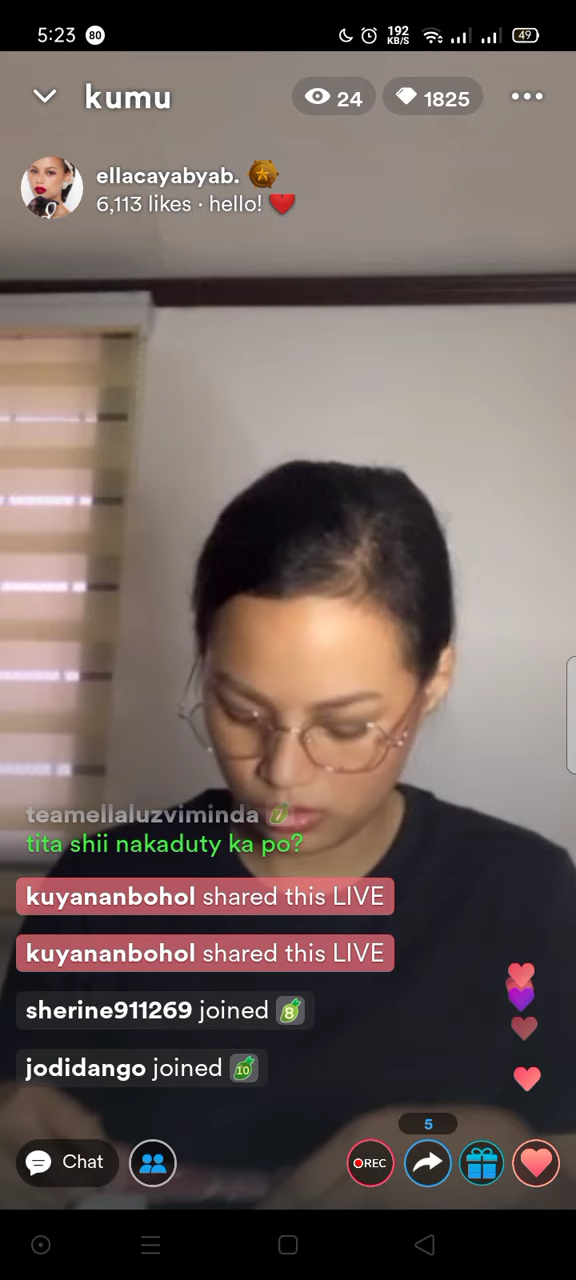 5:23 80 192 KB/S 49
kumu 24 1825
ellacayabyab.
6,113 likes · hello! ❤️
teamellaluzviminda 7
tita shii nakaduty ka po?
kuyananbohol shared this LIVE
kuyananbohol shared this LIVE
sherine911269 joined 8
jodidango joined 10
5
Chat REC